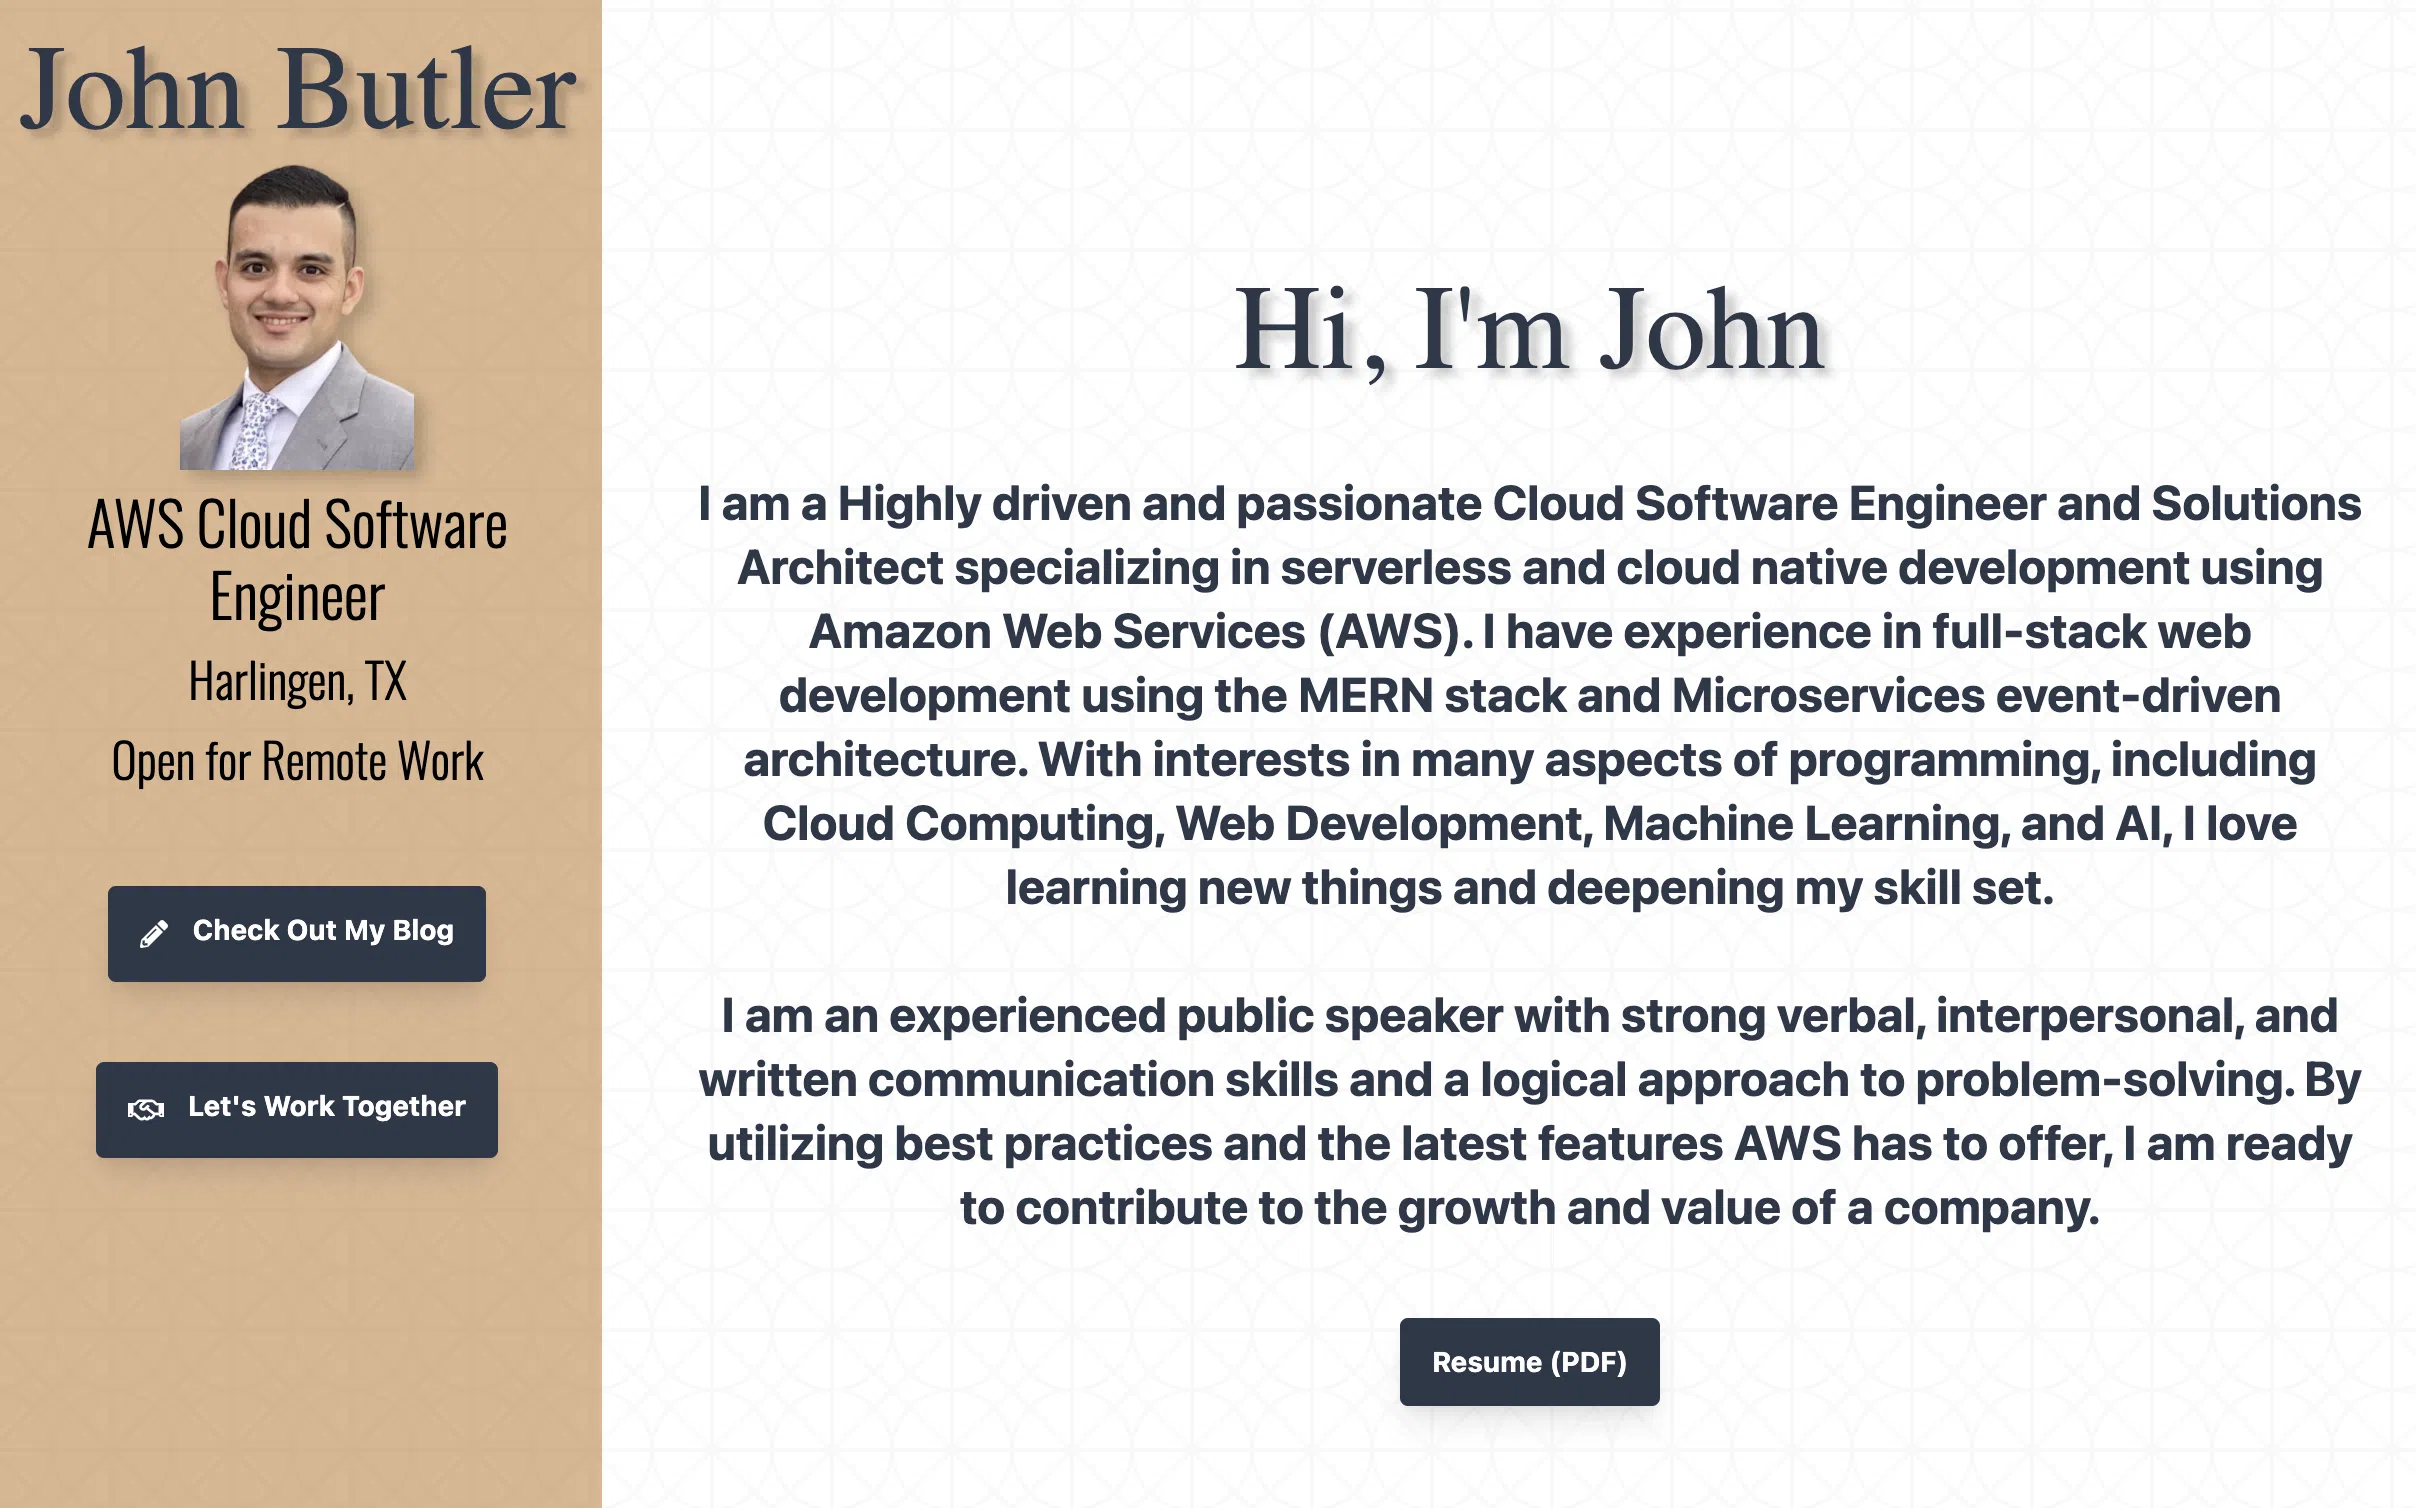 John Butler
AWS Cloud Software
Engineer
Harlingen, TX
Open for Remote Work
Check Out My Blog
Let's Work Together
Hi, I'm John
I am a Highly driven and passionate Cloud Software Engineer and Solutions
Architect specializing in serverless and cloud native development using
Amazon Web Services (AWS). I have experience in full-stack web
development using the MERN stack and Microservices event-driven
architecture. With interests in many aspects of programming, including
Cloud Computing, Web Development, Machine Learning, and AI, I love
learning new things and deepening my skill set.
I am an experienced public speaker with strong verbal, interpersonal, and
written communication skills and a logical approach to problem-solving. By
utilizing best practices and the latest features AWS has to offer, I am ready
to contribute to the growth and value of a company.
Resume (PDF)